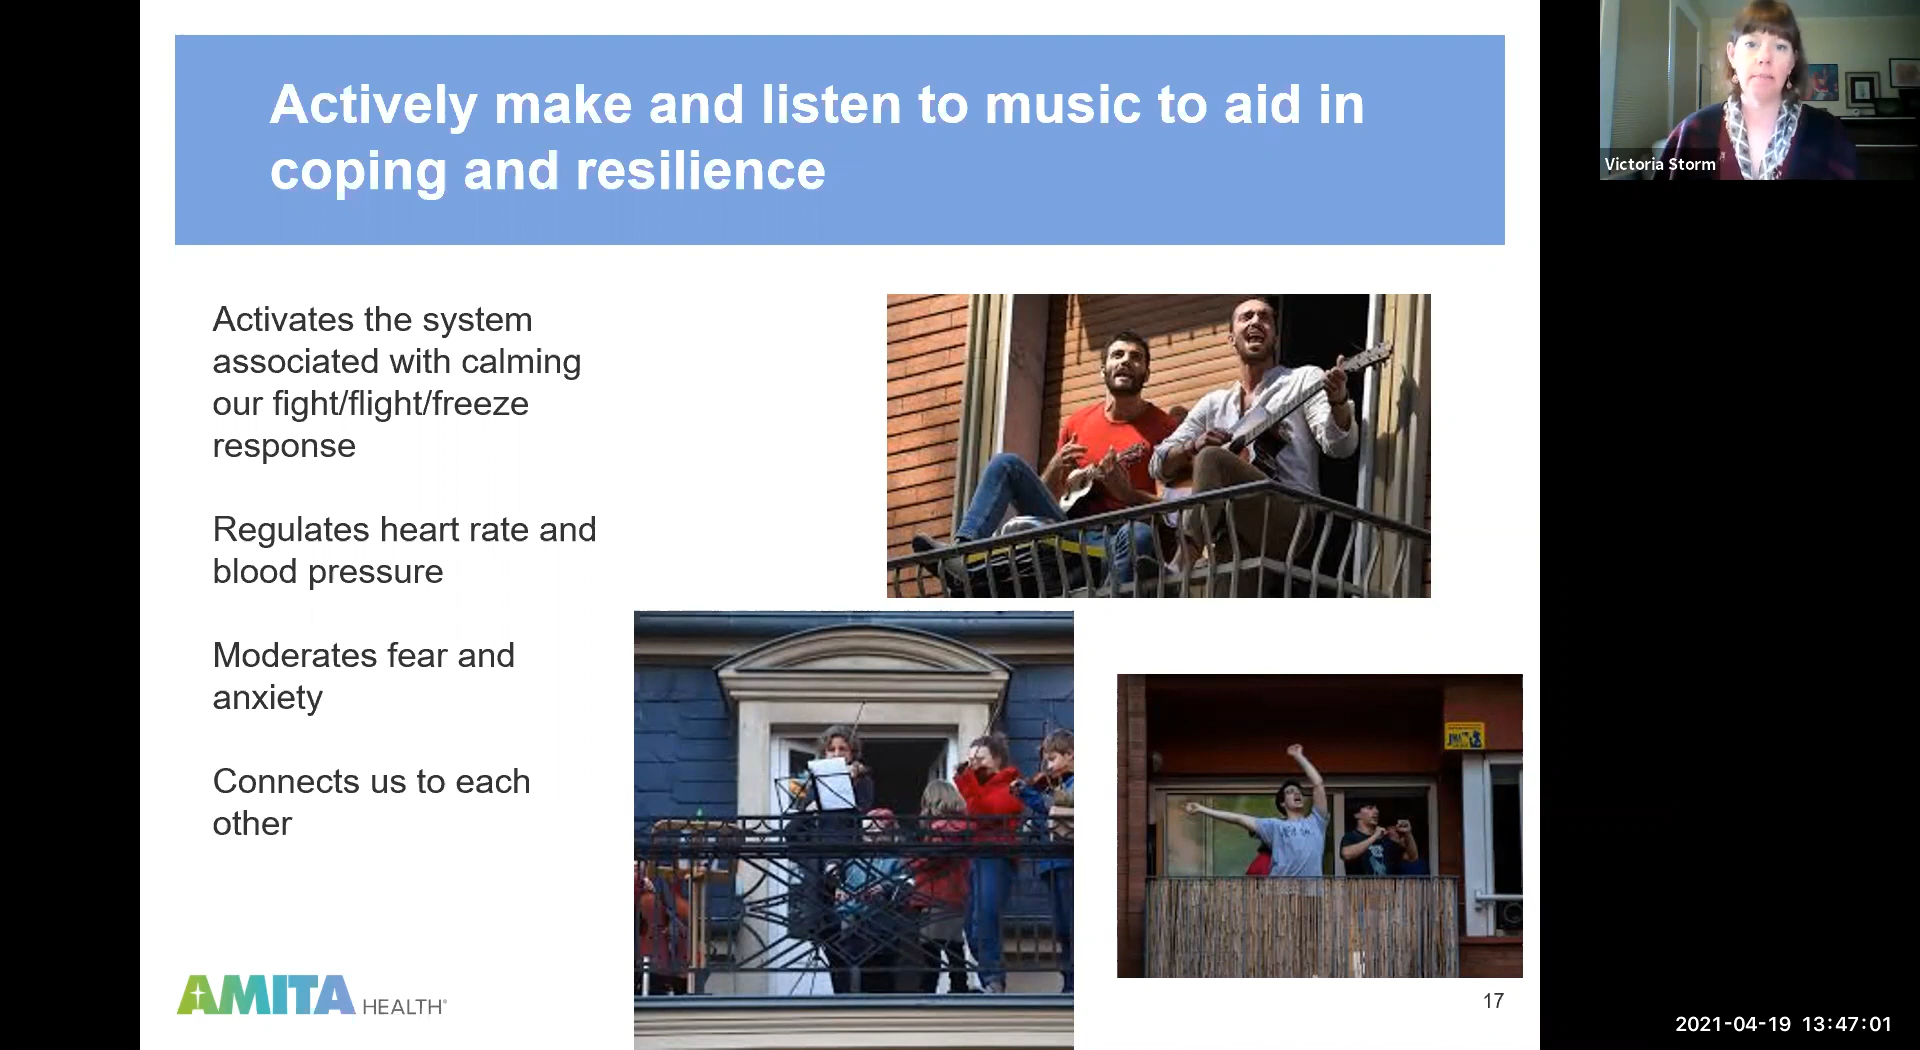 Actively make and listen to music to aid in
coping and resilience
Victoria Storm
Activates the system
associated with calming
our fight/flight/freeze
response
Regulates heart rate and
blood pressure
Moderates fear and
anxiety
Connects us to each
other
AMITA HEALTH
17
2021-04-19 13:47:01